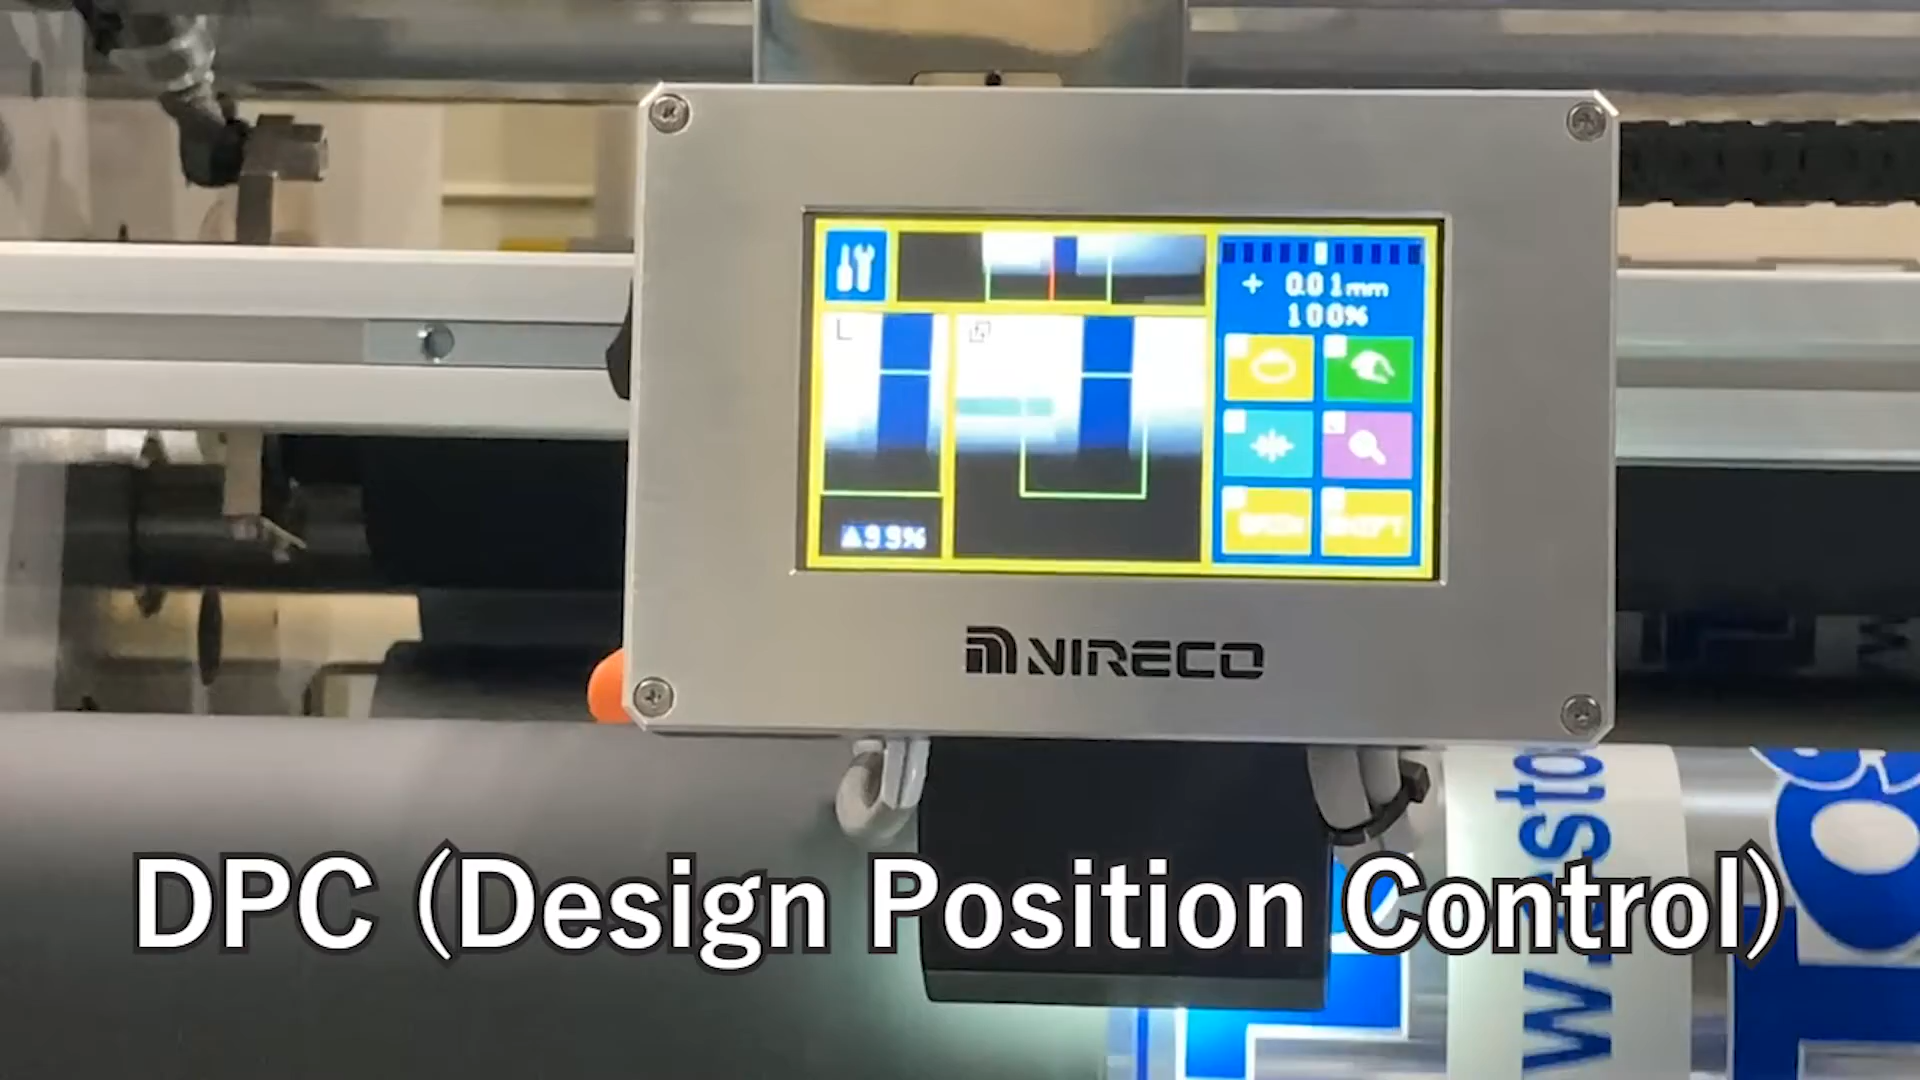 + 0.01mm
100%
▲99%
NIRECO
DPC (Design Position Control)